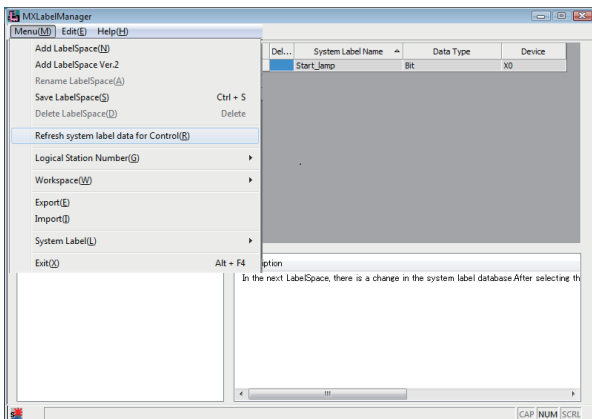 MXLabelManager
Menu(M) Edit(E) Help(H)
Add LabelSpace(N)
Add LabelSpace Ver.2
Rename LabelSpace(A)
Save LabelSpace(S) Ctrl + S
Delete LabelSpace(D) Delete
Refresh system label data for Control(R)
Logical Station Number(G)
Workspace(W)
Export(E)
Import(I)
System Label(L)
Exit(X) Alt + F4
Del... System Label Name Data Type Device
Start_lamp Bit X0
iption
In the next LabelSpace, there is a change in the system label database.After selecting th
CAP NUM SCRL